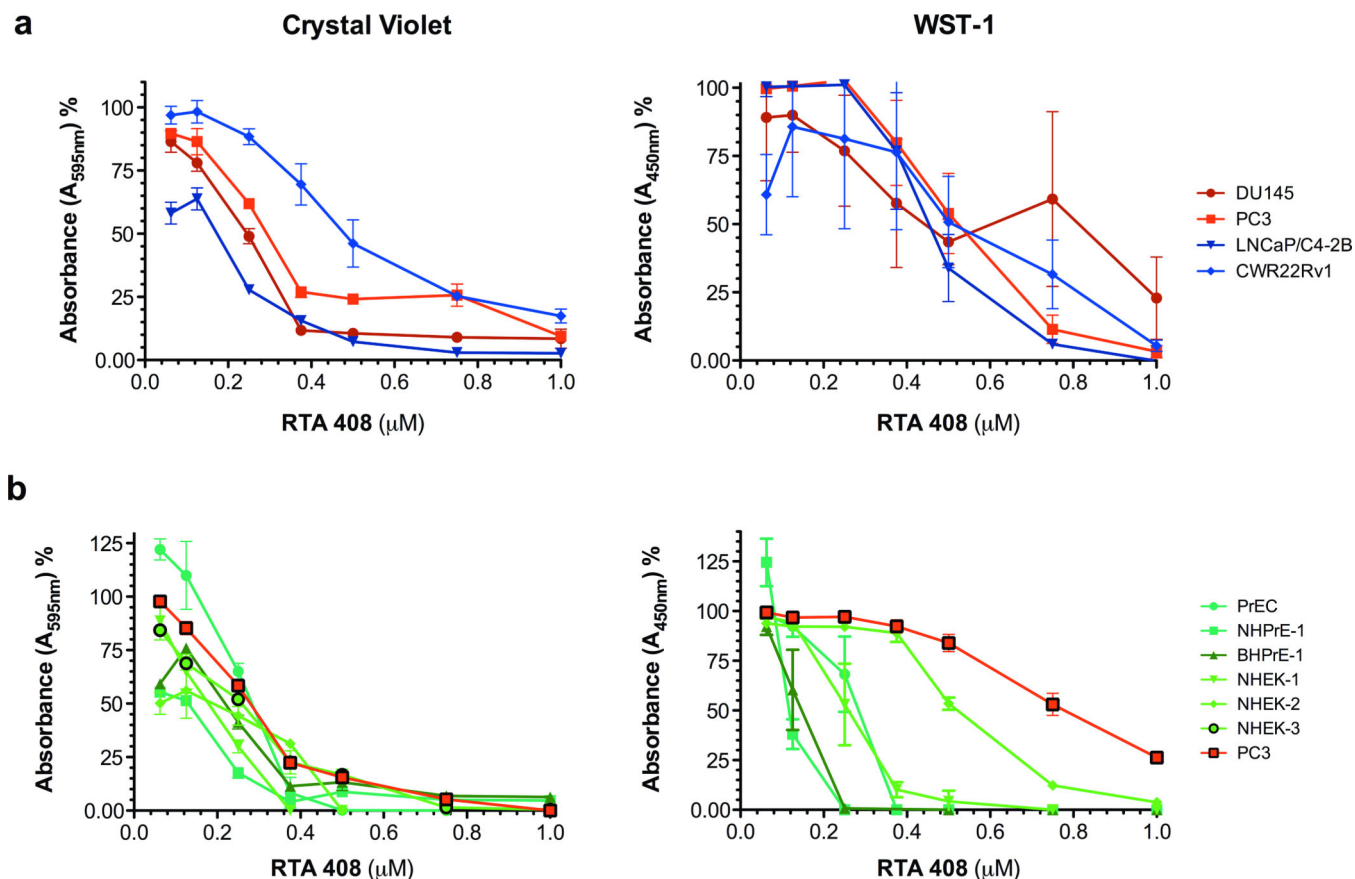 a
Crystal Violet
WST-1
Absorbance (A595nm) %
100
75
50
25
0.00
0.0 0.2 0.4 0.6 0.8 1.0
RTA 408 (µM)
Absorbance (A450nm) %
100
75
50
25
0.00
0.0 0.2 0.4 0.6 0.8 1.0
RTA 408 (µM)
DU145
PC3
LNCaP/C4-2B
CWR22Rv1
b
Absorbance (A595nm) %
125
100
75
50
25
0.00
0.0 0.2 0.4 0.6 0.8 1.0
RTA 408 (µM)
Absorbance (A450nm) %
125
100
75
50
25
0.00
0.0 0.2 0.4 0.6 0.8 1.0
RTA 408 (µM)
PrEC
NHPrE-1
BHPrE-1
NHEK-1
NHEK-2
NHEK-3
PC3